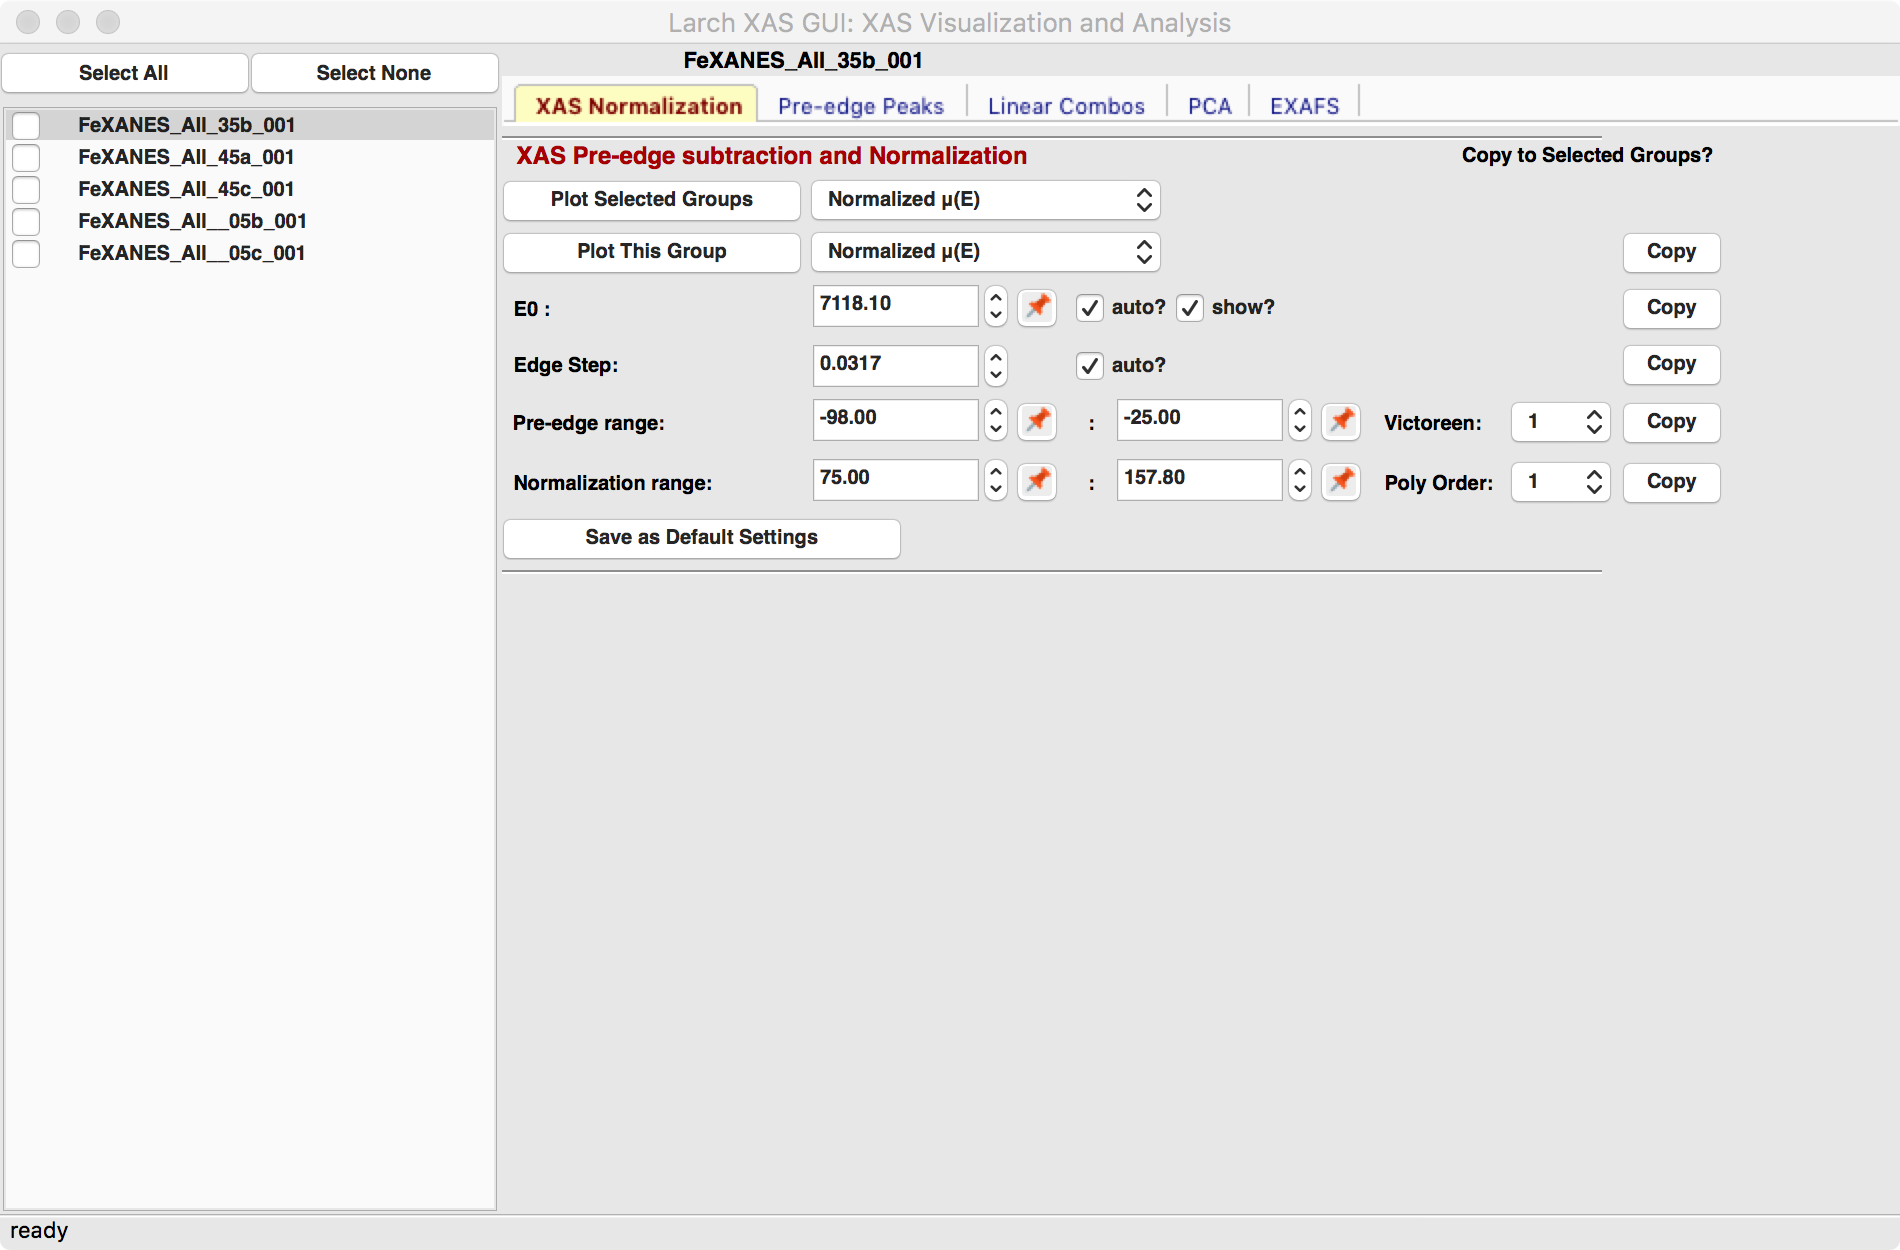 Larch XAS GUI: XAS Visualization and Analysis
Select All Select None
FeXANES_All_35b_001
FeXANES_All_45a_001
FeXANES_All_45c_001
FeXANES_All__05b_001
FeXANES_All__05c_001
FeXANES_All_35b_001
XAS Normalization Pre-edge Peaks Linear Combos PCA EXAFS
XAS Pre-edge subtraction and Normalization Copy to Selected Groups?
Plot Selected Groups Normalized µ(E)
Plot This Group Normalized µ(E) Copy
E0 : 7118.10 auto? show? Copy
Edge Step: 0.0317 auto? Copy
Pre-edge range: -98.00 : -25.00 Victoreen: 1 Copy
Normalization range: 75.00 : 157.80 Poly Order: 1 Copy
Save as Default Settings
ready